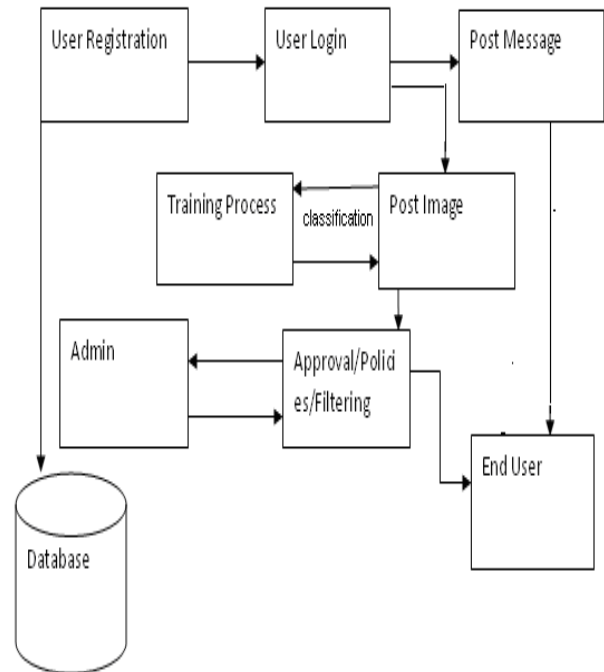 User Registration
User Login
Post Message
Training Process
classification
Post Image
Admin
Approval/Polici
es/Filtering
End User
Database